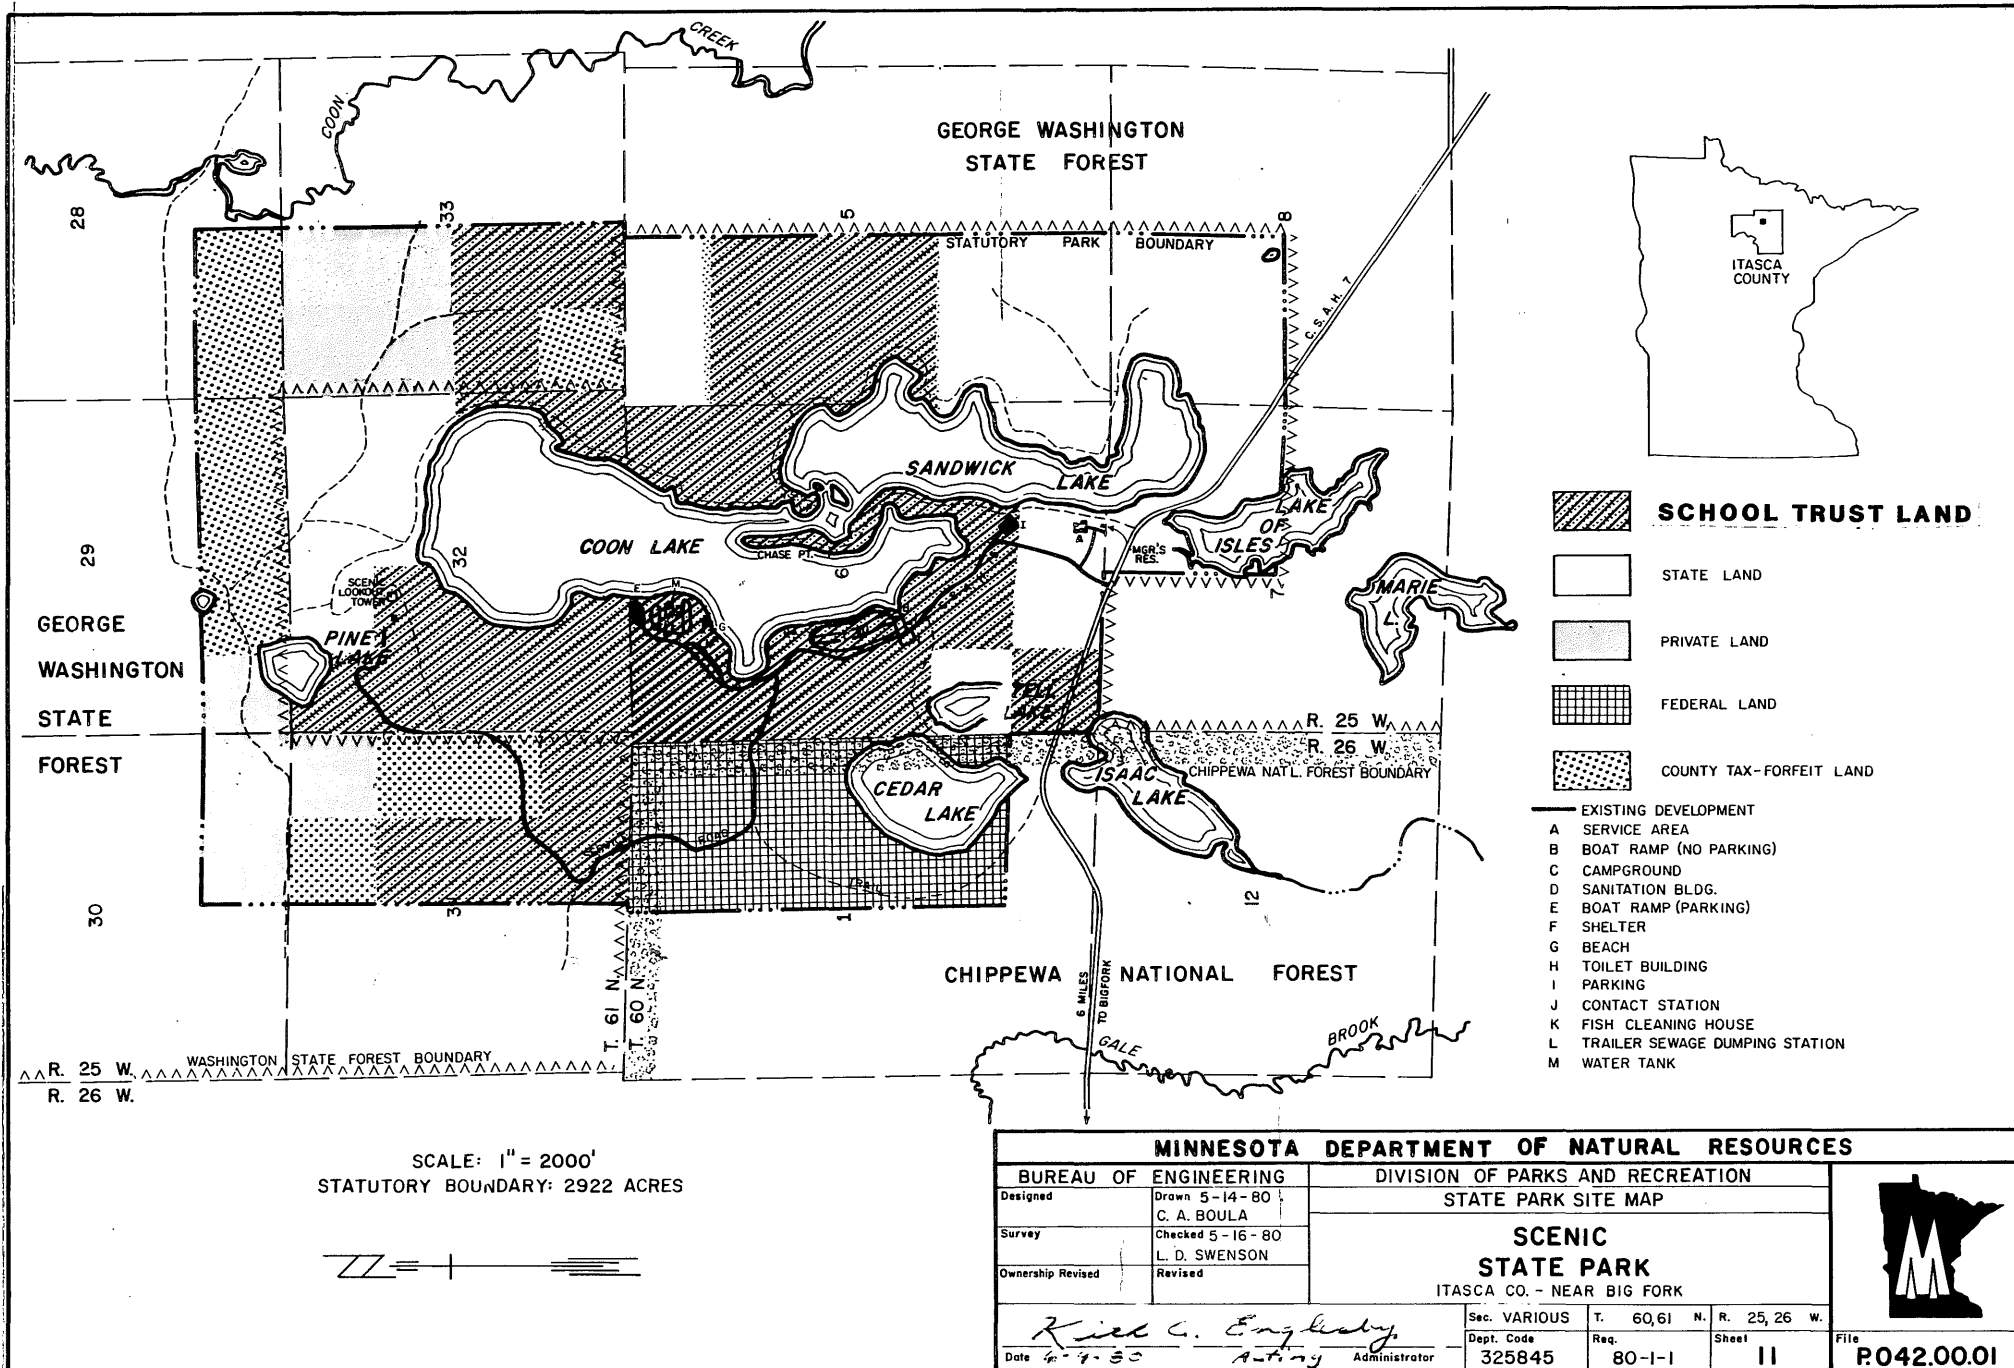 CREEK
COON
GEORGE WASHINGTON
STATE FOREST
28
33
5
8
STATUTORY PARK BOUNDARY
C. S. A. H. 7
ITASCA
COUNTY
SANDWICK
LAKE
LAKE
OF
ISLES
COON LAKE
CHASE PT.
32
6
29
I
A
MGR'S
RES.
7
MARIE
L.
SCENIC
LOOKOUT
TOWER
E
M
G
GEORGE
WASHINGTON
STATE
FOREST
PINE
LAKE
TELL
LAKE
R. 25 W.
R. 26 W.
CHIPPEWA NAT'L. FOREST BOUNDARY
ISAAC
LAKE
CEDAR
LAKE
SERVICE ROAD
TRAIL
30
3
1
12
CHIPPEWA NATIONAL FOREST
6 MILES
TO BIGFORK
T. 61 N.
T. 60 N.
GALE
BROOK
WASHINGTON STATE FOREST BOUNDARY
R. 25 W.
R. 26 W.
SCHOOL TRUST LAND
STATE LAND
PRIVATE LAND
FEDERAL LAND
COUNTY TAX-FORFEIT LAND
EXISTING DEVELOPMENT
A SERVICE AREA
B BOAT RAMP (NO PARKING)
C CAMPGROUND
D SANITATION BLDG.
E BOAT RAMP (PARKING)
F SHELTER
G BEACH
H TOILET BUILDING
I PARKING
J CONTACT STATION
K FISH CLEANING HOUSE
L TRAILER SEWAGE DUMPING STATION
M WATER TANK
SCALE: 1" = 2000'
STATUTORY BOUNDARY: 2922 ACRES
MINNESOTA DEPARTMENT OF NATURAL RESOURCES
BUREAU OF ENGINEERING
DIVISION OF PARKS AND RECREATION
Designed
Drawn 5-14-80
C. A. BOULA
STATE PARK SITE MAP
Survey
Checked 5-16-80
L. D. SWENSON
SCENIC
STATE PARK
Ownership Revised
Revised
ITASCA CO. - NEAR BIG FORK
Sec. VARIOUS T. 60,61 N. R. 25, 26 W.
Date
Acting Administrator
Dept. Code
325845
Req.
80-1-1
Sheet
11
File
P.042.00.01